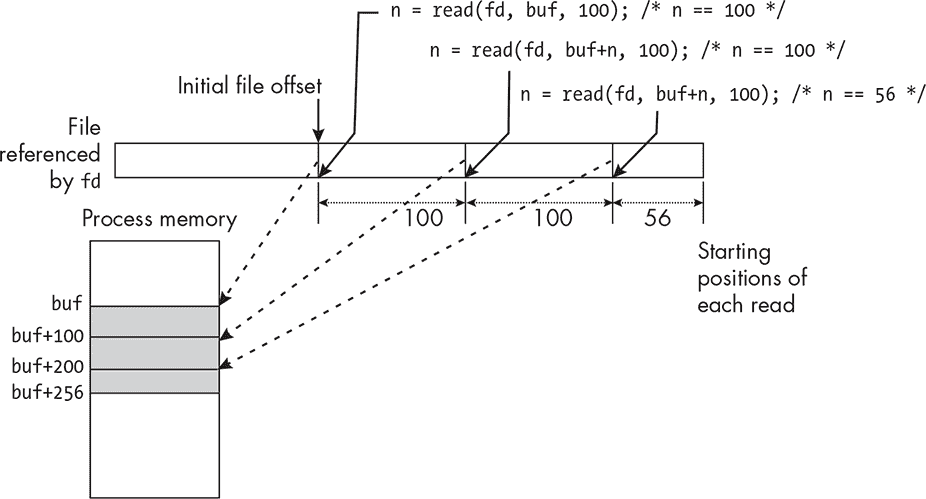 n = read(fd, buf, 100); /* n == 100 */
n = read(fd, buf+n, 100); /* n == 100 */
n = read(fd, buf+n, 100); /* n == 56 */
Initial file offset
File
referenced
by fd
100
100
56
Process memory
Starting
positions of
each read
buf
buf+100
buf+200
buf+256